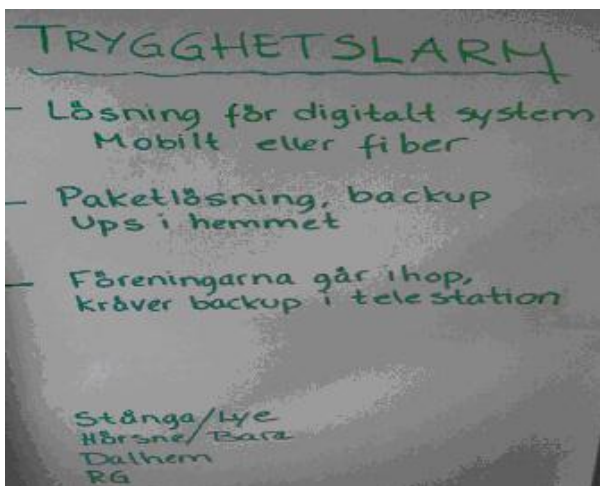 TRYGGHETSLARM
- Lösning för digitalt system
Mobilt eller fiber
- Paketlösning, backup
Ups i hemmet
- Föreningarna går ihop,
kräver backup i telestation
Stånga/Lye
Hörsne/Bara
Dalhem
RG